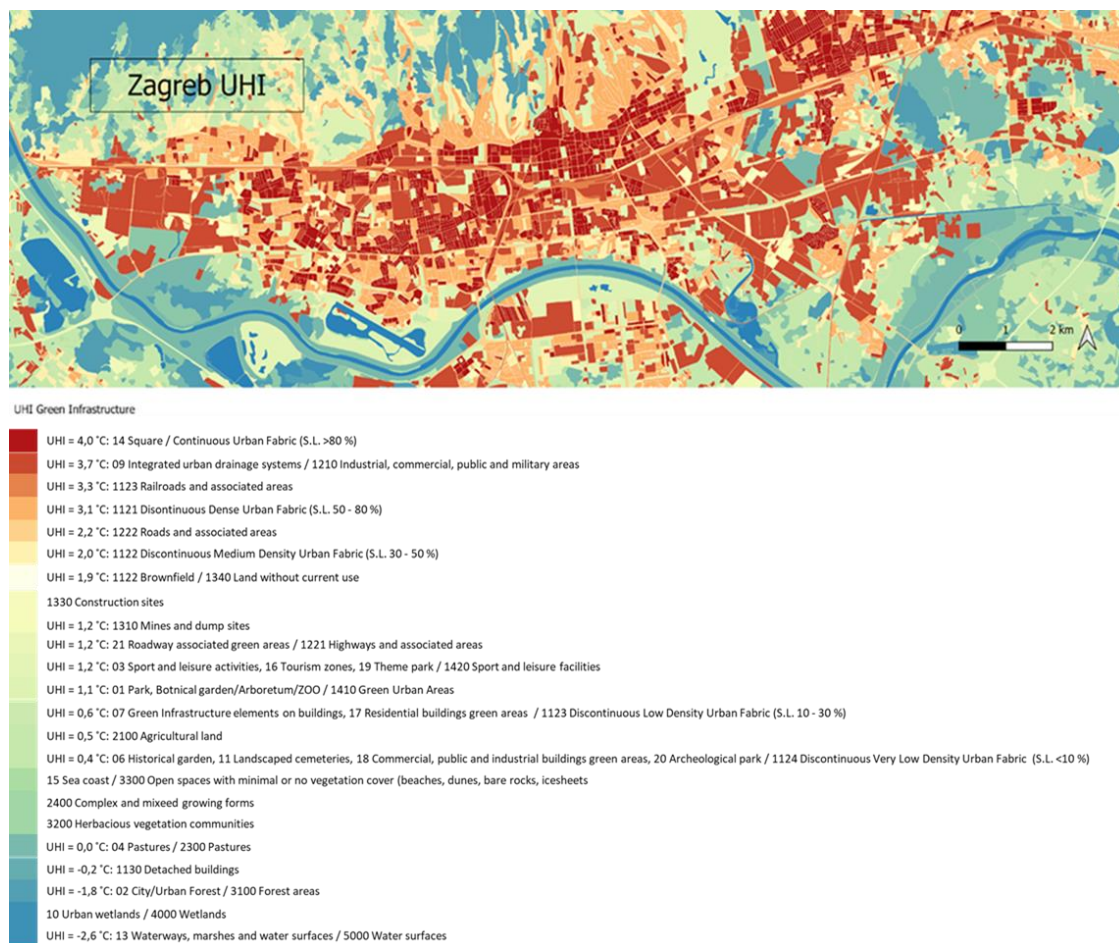 Zagreb UHI
0 1 2 km
UHI Green Infrastructure
UHI = 4,0 ˚C: 14 Square / Continuous Urban Fabric (S.L. >80 %)
UHI = 3,7 ˚C: 09 Integrated urban drainage systems / 1210 Industrial, commercial, public and military areas
UHI = 3,3 ˚C: 1123 Railroads and associated areas
UHI = 3,1 ˚C: 1121 Disontinuous Dense Urban Fabric (S.L. 50 - 80 %)
UHI = 2,2 ˚C: 1222 Roads and associated areas
UHI = 2,0 ˚C: 1122 Discontinuous Medium Density Urban Fabric (S.L. 30 - 50 %)
UHI = 1,9 ˚C: 1122 Brownfield / 1340 Land without current use
1330 Construction sites
UHI = 1,2 ˚C: 1310 Mines and dump sites
UHI = 1,2 ˚C: 21 Roadway associated green areas / 1221 Highways and associated areas
UHI = 1,2 ˚C: 03 Sport and leisure activities, 16 Tourism zones, 19 Theme park / 1420 Sport and leisure facilities
UHI = 1,1 ˚C: 01 Park, Botnical garden/Arboretum/ZOO / 1410 Green Urban Areas
UHI = 0,6 ˚C: 07 Green Infrastructure elements on buildings, 17 Residential buildings green areas / 1123 Discontinuous Low Density Urban Fabric (S.L. 10 - 30 %)
UHI = 0,5 ˚C: 2100 Agricultural land
UHI = 0,4 ˚C: 06 Historical garden, 11 Landscaped cemeteries, 18 Commercial, public and industrial buildings green areas, 20 Archeological park / 1124 Discontinuous Very Low Density Urban Fabric (S.L. <10 %)
15 Sea coast / 3300 Open spaces with minimal or no vegetation cover (beaches, dunes, bare rocks, icesheets
2400 Complex and mixeed growing forms
3200 Herbacious vegetation communities
UHI = 0,0 ˚C: 04 Pastures / 2300 Pastures
UHI = -0,2 ˚C: 1130 Detached buildings
UHI = -1,8 ˚C: 02 City/Urban Forest / 3100 Forest areas
10 Urban wetlands / 4000 Wetlands
UHI = -2,6 ˚C: 13 Waterways, marshes and water surfaces / 5000 Water surfaces